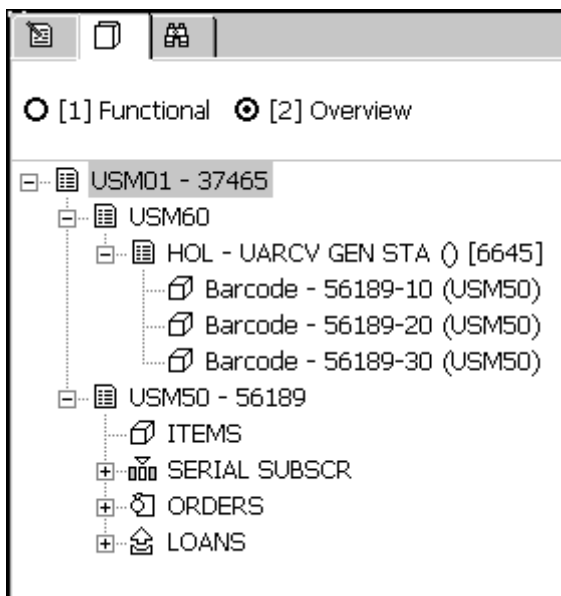 [1] Functional [2] Overview
USM01 - 37465
USM60
HOL - UARCV GEN STA () [6645]
Barcode - 56189-10 (USM50)
Barcode - 56189-20 (USM50)
Barcode - 56189-30 (USM50)
USM50 - 56189
ITEMS
SERIAL SUBSCR
ORDERS
LOANS